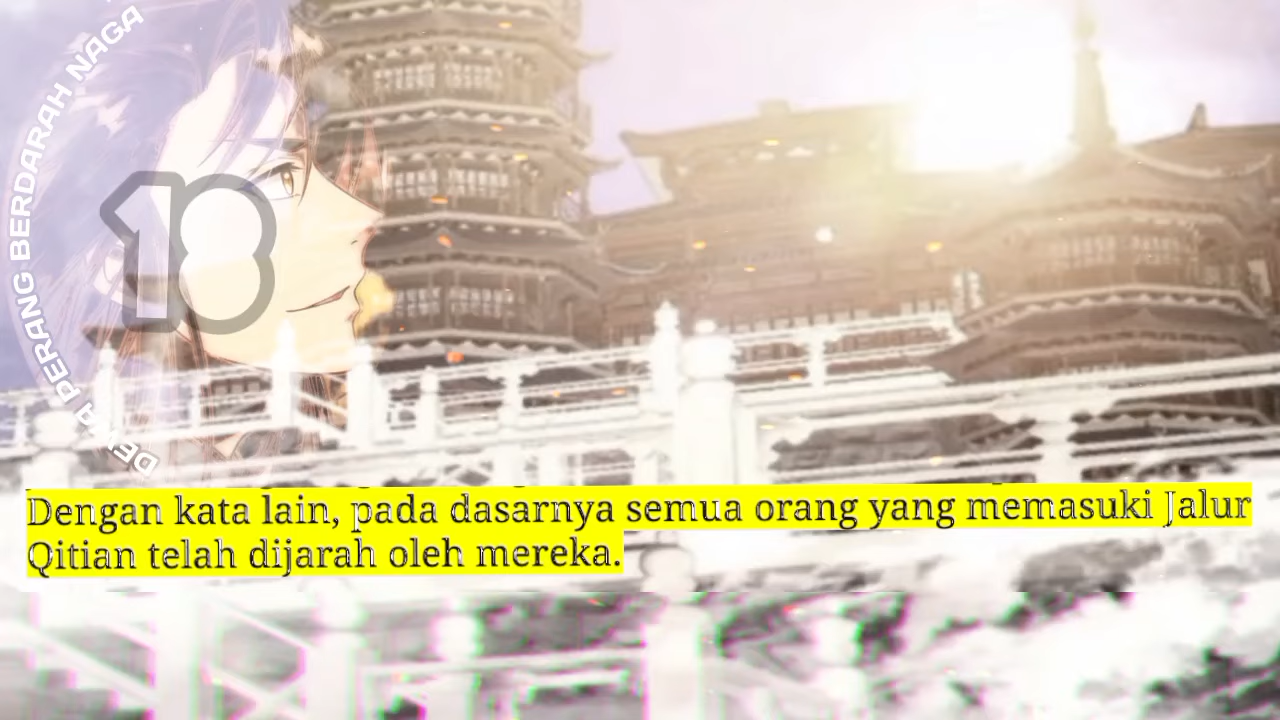 DEWA PERANG BERDARAH NAGA
18
Dengan kata lain, pada dasarnya semua orang yang memasuki Jalur
Qitian telah dijarah oleh mereka.